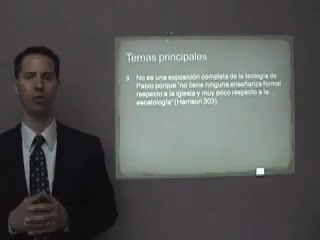 Temas principales
3. No es una exposición completa de la teología de
Pablo porque "no tiene ninguna enseñanza formal
respecto a la iglesia y muy poco respecto a la
escatología" (Harrison 303).